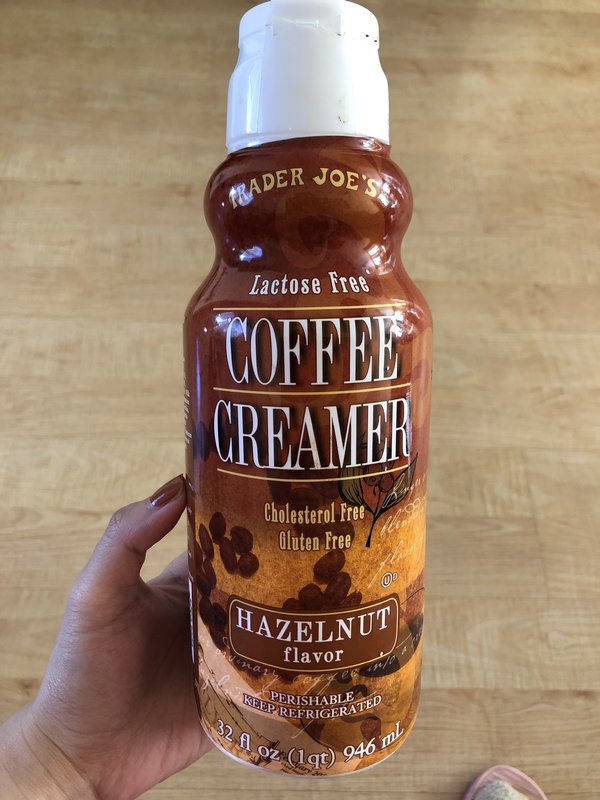 TRADER JOE'S
Lactose Free
COFFEE
CREAMER
Cholesterol Free
Gluten Free
U D
HAZELNUT
flavor
PERISHABLE
KEEP REFRIGERATED
32 fl oz (1qt) 946 mL